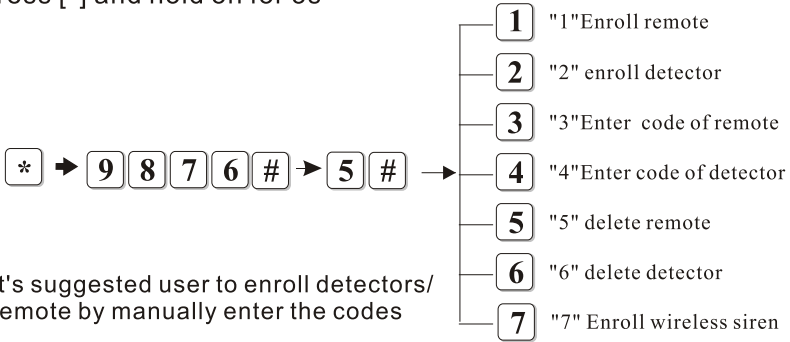 [*] and hold on for
1 "1"Enroll remote
2 "2" enroll detector
3 "3"Enter code of remote
* 9 8 7 6 # 5 # 4 "4"Enter code of detector
5 "5" delete remote
6 "6" delete detector
t's suggested user to enroll detectors/
emote by manually enter the codes
7 "7" Enroll wireless siren